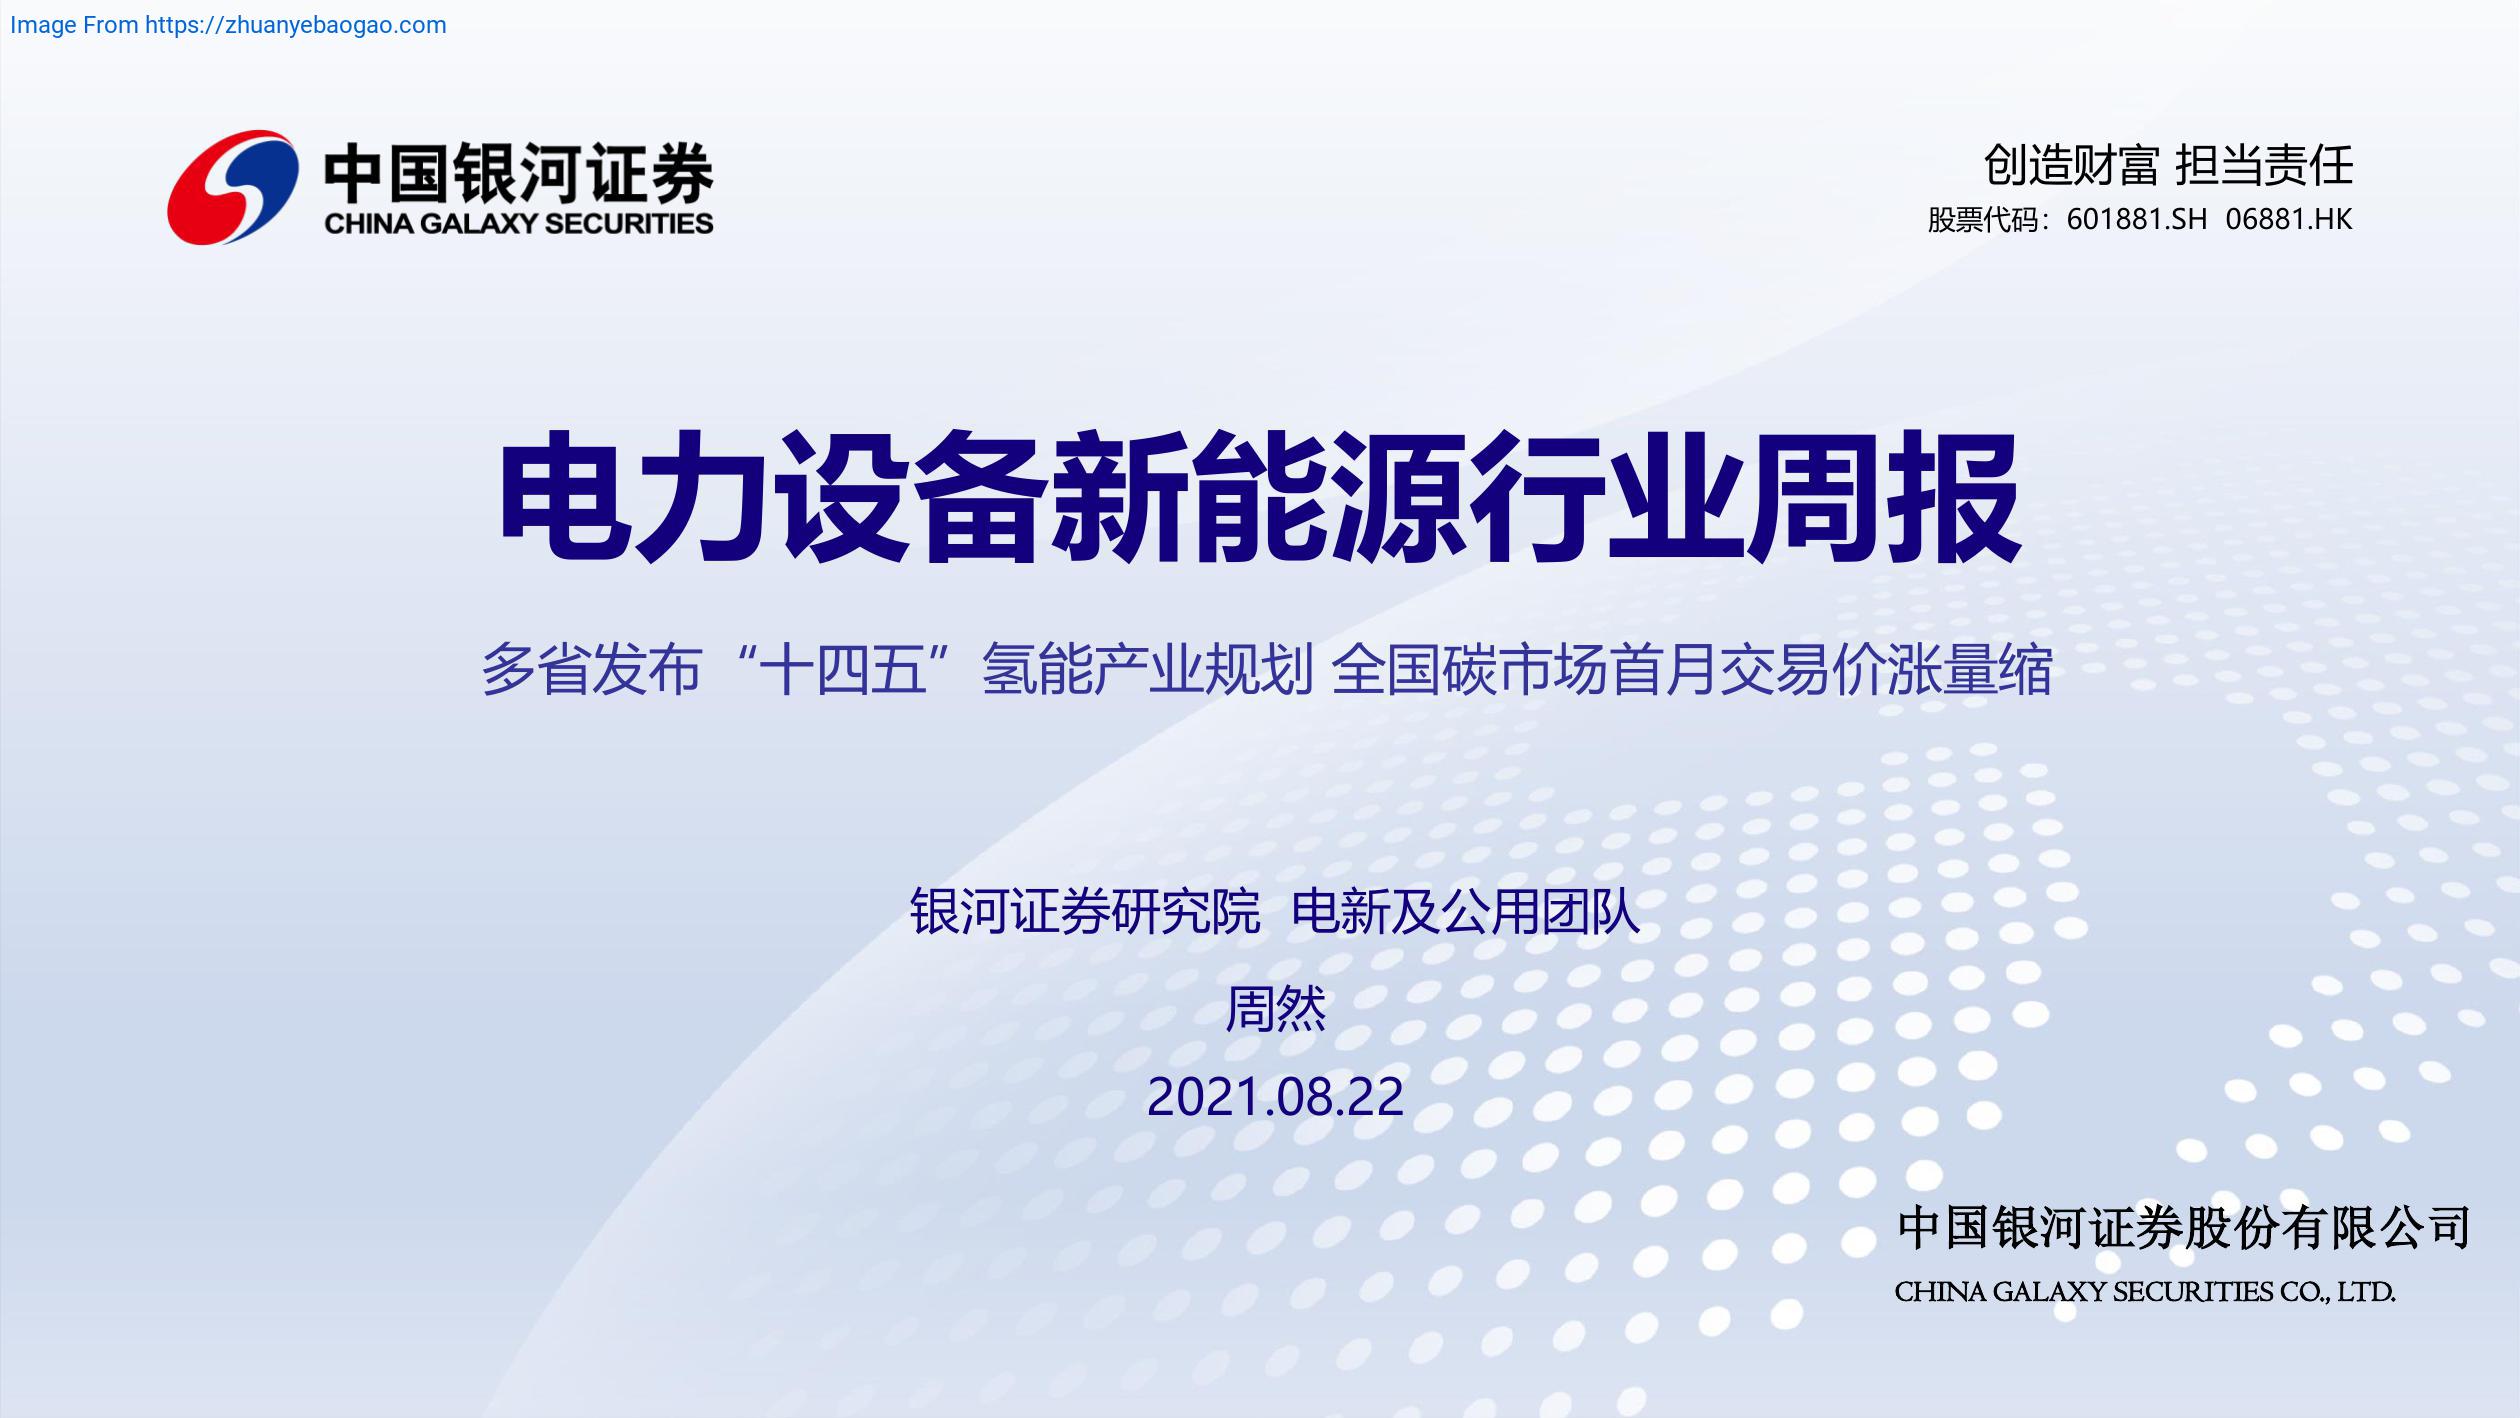 Image From https://zhuanyebaogao.com
中国银河证券
CHINA GALAXY SECURITIES
创造财富 担当责任
股票代码：601881.SH 06881.HK
电力设备新能源行业周报
多省发布“十四五”氢能产业规划 全国碳市场首月交易价涨量缩
银河证券研究院 电新及公用团队
周然
2021.08.22
中国银河证券股份有限公司
CHINA GALAXY SECURITIES CO., LTD.